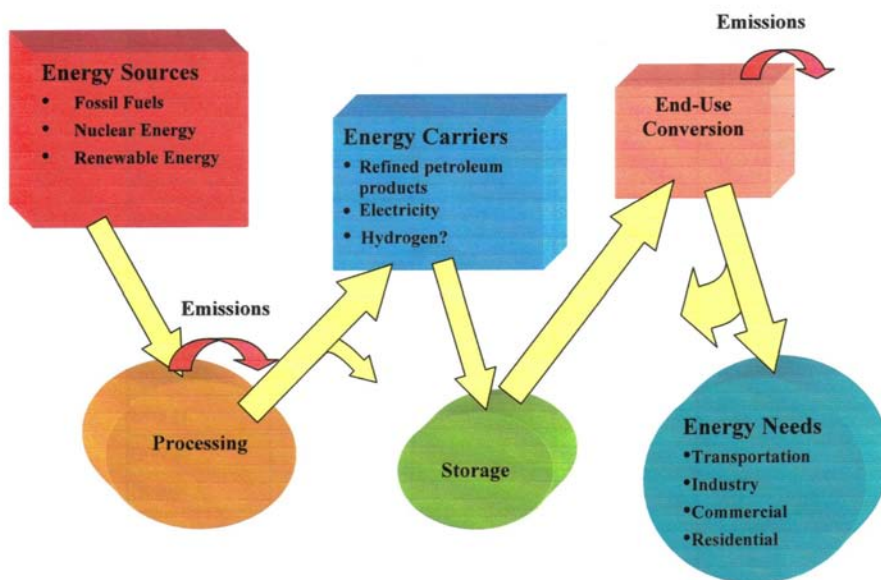 Energy Sources
• Fossil Fuels
• Nuclear Energy
• Renewable Energy
Emissions
Processing
Energy Carriers
• Refined petroleum
products
• Electricity
• Hydrogen?
Storage
Emissions
End-Use
Conversion
Energy Needs
•Transportation
•Industry
•Commercial
•Residential